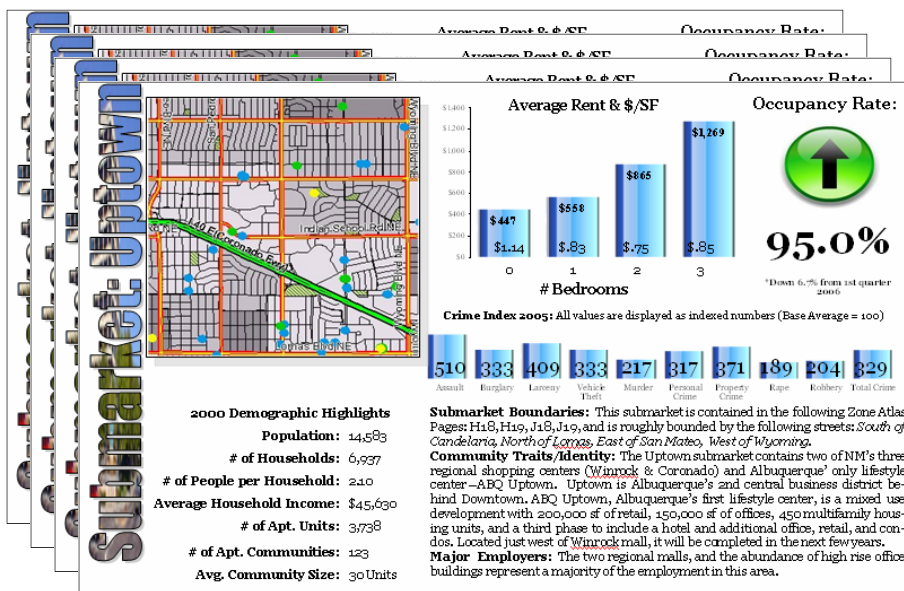 Average Rent & $/SF
Occupancy Rate:
Average Rent & $/SF
Occupancy Rate:
Average Rent & $/SF
Occupancy Rate:
Submarket: Uptown
Wyoming Blvd NE
Indian School Rd NE
I-40 E(Coronado Fwy)
Wyoming Blvd NE
Lomas Blvd NE
Average Rent & $/SF
$1,400
$1,200
$1,000
$800
$600
$400
$200
$0
$447
$558
$865
$1,269
$1.14
$.83
$.75
$.85
0 1 2 3
# Bedrooms
Occupancy Rate:
95.0%
*Down 6.7% from 1st quarter
2006
Crime Index 2005: All values are displayed as indexed numbers (Base Average = 100)
510 333 409 333 217 317 371 189 204 329
Assault Burglary Larceny Vehicle Theft Murder Personal Crime Property Crime Rape Robbery Total Crime
2000 Demographic Highlights
Population: 14,583
# of Households: 6,937
# of People per Household: 2.10
Average Household Income: $45,630
# of Apt. Units: 3,738
# of Apt. Communities: 123
Avg. Community Size: 30 Units
Submarket Boundaries: This submarket is contained in the following Zone Atlas
Pages: H18, H19, J18, J19, and is roughly bounded by the following streets: South of
Candelaria, North of Lomas, East of San Mateo, West of Wyoming.
Community Traits/Identity: The Uptown submarket contains two of NM's three
regional shopping centers (Winrock & Coronado) and Albuquerque' only lifestyle
center—ABQ Uptown. Uptown is Albuquerque's 2nd central business district be-
hind Downtown. ABQ Uptown, Albuquerque's first lifestyle center, is a mixed use
development with 200,000 sf of retail, 150,000 sf of offices, 450 multifamily hous-
ing units, and a third phase to include a hotel and additional office, retail, and con-
dos. Located just west of Winrock mall, it will be completed in the next few years.
Major Employers: The two regional malls, and the abundance of high rise office
buildings represent a majority of the employment in this area.